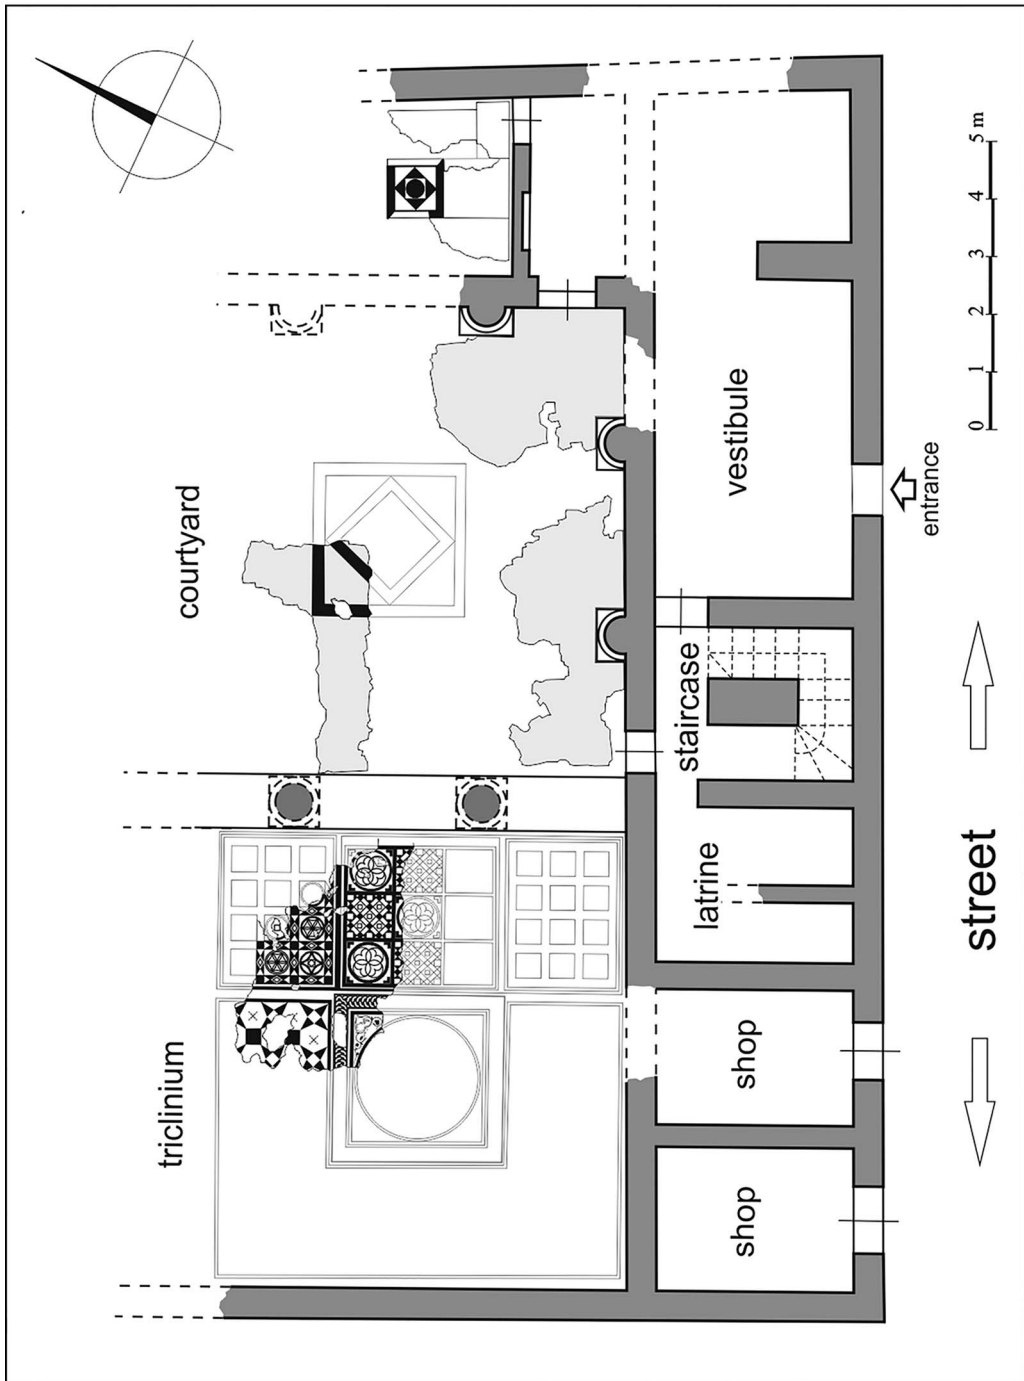 triclinium
courtyard
shop
shop
latrine
staircase
vestibule
entrance
street
0 1 2 3 4 5 m